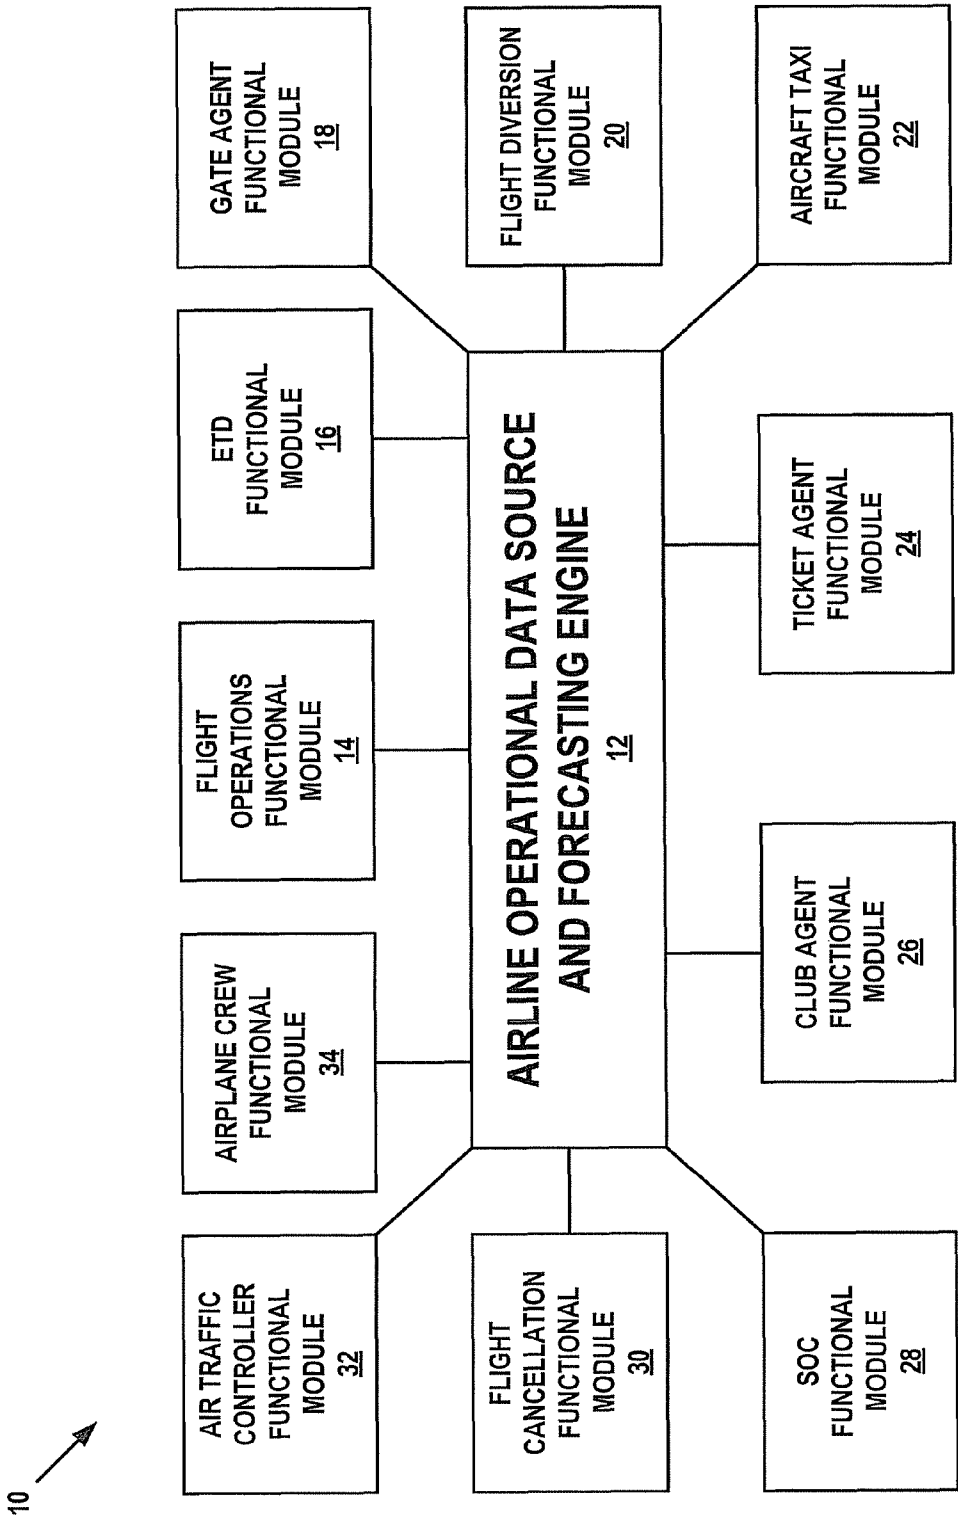 10
AIR TRAFFIC
CONTROLLER
FUNCTIONAL
MODULE
32
AIRPLANE CREW
FUNCTIONAL
MODULE
34
FLIGHT
OPERATIONS
FUNCTIONAL
MODULE
14
ETD
FUNCTIONAL
MODULE
16
GATE AGENT
FUNCTIONAL
MODULE
18
FLIGHT
CANCELLATION
FUNCTIONAL
MODULE
30
AIRLINE OPERATIONAL DATA SOURCE
AND FORECASTING ENGINE
12
FLIGHT DIVERSION
FUNCTIONAL
MODULE
20
SOC
FUNCTIONAL
MODULE
28
CLUB AGENT
FUNCTIONAL
MODULE
26
TICKET AGENT
FUNCTIONAL
MODULE
24
AIRCRAFT TAXI
FUNCTIONAL
MODULE
22